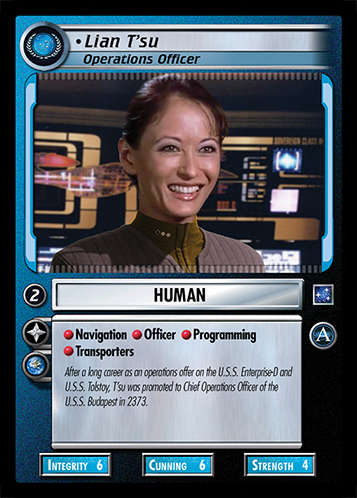 • Lian T'su
Operations Officer
SOVEREIGN CLASS
2
HUMAN
Navigation Officer Programming
Transporters
A
After a long career as an operations offer on the U.S.S. Enterprise-D and
U.S.S. Tolstoy, T'su was promoted to Chief Operations Officer of the
U.S.S. Budapest in 2373.
INTEGRITY 6 CUNNING 6 STRENGTH 4